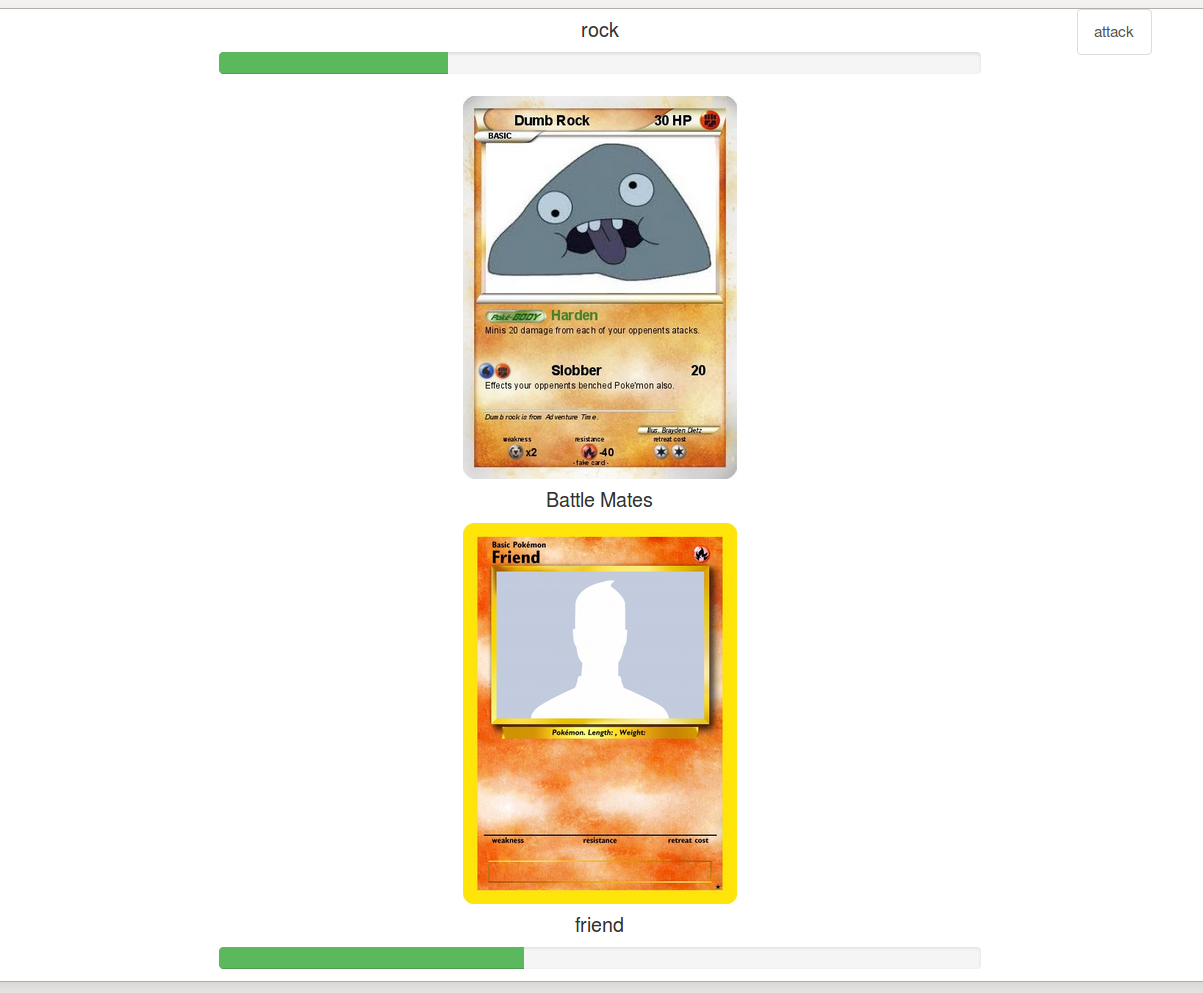 rock
attack
Dumb Rock 30 HP
BASIC
Poké-BODY Harden
Minis 20 damage from each of your oppenents atacks.
Slobber 20
Effects your oppenents benched Poke'mon also.
Dumb rock is from Adventure Time.
Illus. Brayden Dietz
weakness resistance retreat cost
x2 -40
- fake card -
Battle Mates
Basic Pokémon
Friend
Pokémon. Length: , Weight:
weakness resistance retreat cost
friend